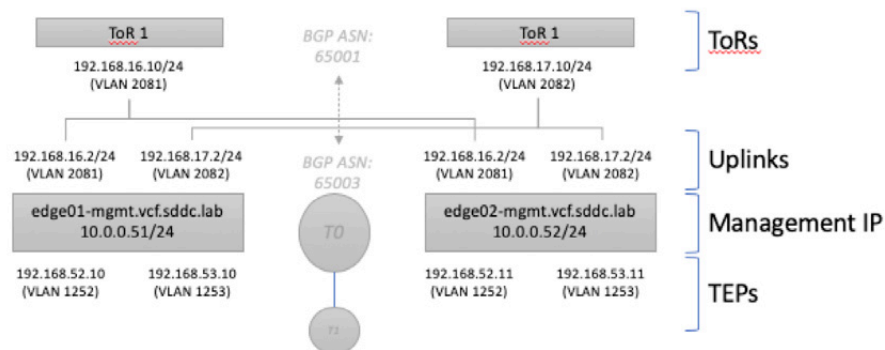 ToR 1
BGP ASN:
65001
ToR 1
ToRs
192.168.16.10/24
(VLAN 2081)
192.168.17.10/24
(VLAN 2082)
192.168.16.2/24
(VLAN 2081)
192.168.17.2/24
(VLAN 2082)
BGP ASN:
65003
192.168.16.2/24
(VLAN 2081)
192.168.17.2/24
(VLAN 2082)
Uplinks
edge01-mgmt.vcf.sddc.lab
10.0.0.51/24
T0
edge02-mgmt.vcf.sddc.lab
10.0.0.52/24
Management IP
192.168.52.10
(VLAN 1252)
192.168.53.10
(VLAN 1253)
192.168.52.11
(VLAN 1252)
192.168.53.11
(VLAN 1253)
TEPs
T1